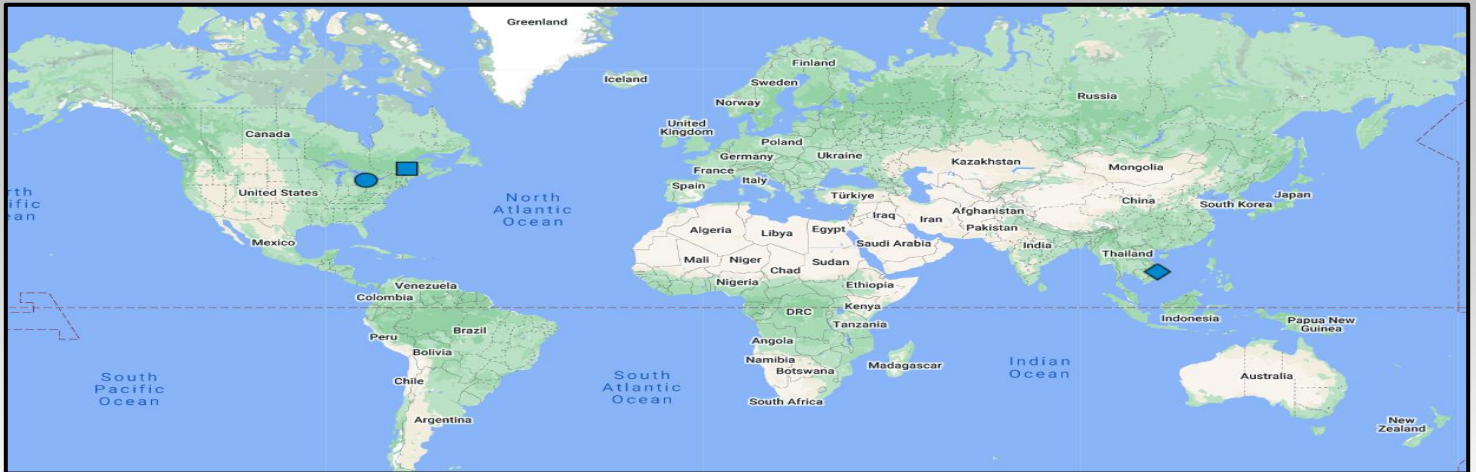 Greenland
Iceland
Finland
Sweden
Norway
Russia
Canada
United
Kingdom
Poland
Germany
Ukraine
France
Kazakhstan
Mongolia
United States
Spain
Italy
Türkiye
Japan
China
South Korea
rth
ific
ean
North
Atlantic
Ocean
Iraq
Iran
Afghanistan
Pakistan
Mexico
Algeria
Libya
Egypt
Saudi Arabia
India
Thailand
Mali
Niger
Chad
Sudan
Nigeria
Ethiopia
Venezuela
Colombia
Kenya
DRC
Tanzania
Indonesia
Papua New
Guinea
Peru
Brazil
Bolivia
Angola
Namibia
Botswana
Madagascar
Indian
Ocean
South
Pacific
Ocean
Chile
South
Atlantic
Ocean
Australia
South Africa
Argentina
New
Zealand